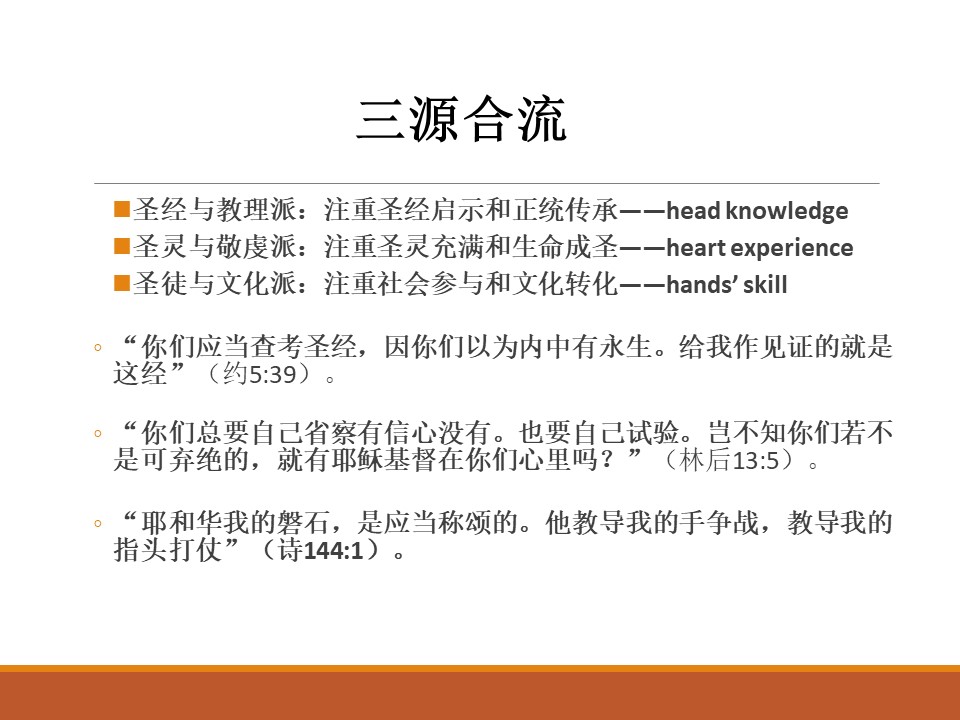 三源合流
圣经与教理派：注重圣经启示和正统传承——head knowledge
圣灵与敬虔派：注重圣灵充满和生命成圣——heart experience
圣徒与文化派：注重社会参与和文化转化——hands’ skill
“你们应当查考圣经，因你们以为内中有永生。给我作见证的就是
这经”（约5:39）。
“你们总要自己省察有信心没有。也要自己试验。岂不知你们若不
是可弃绝的，就有耶稣基督在你们心里吗？”（林后13:5）。
“耶和华我的磐石，是应当称颂的。他教导我的手争战，教导我的
指头打仗”（诗144:1）。